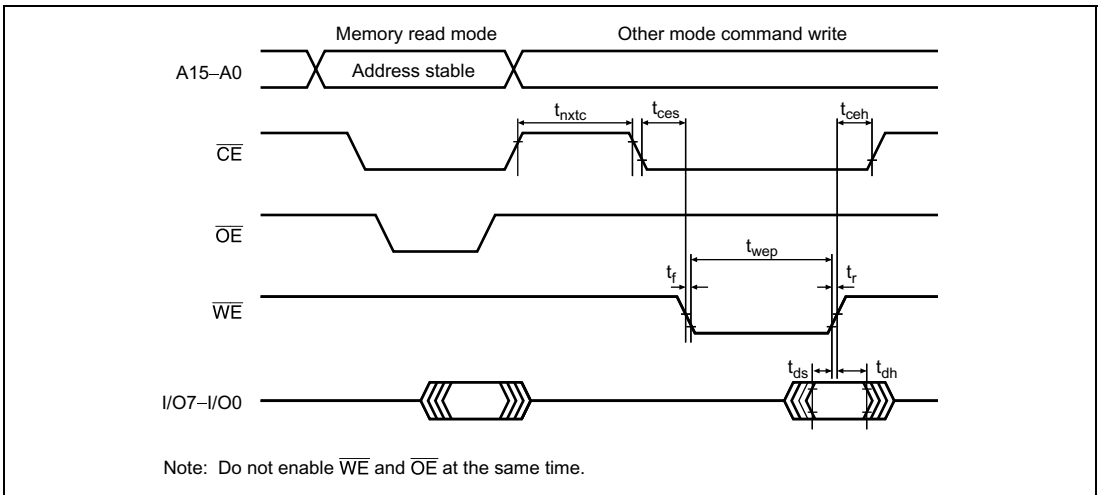 Memory read mode Other mode command write
A15–A0 Address stable
tnxtc tces tceh
CE
OE
twep
tf tr
WE
tds tdh
I/O7–I/O0
Note: Do not enable WE and OE at the same time.